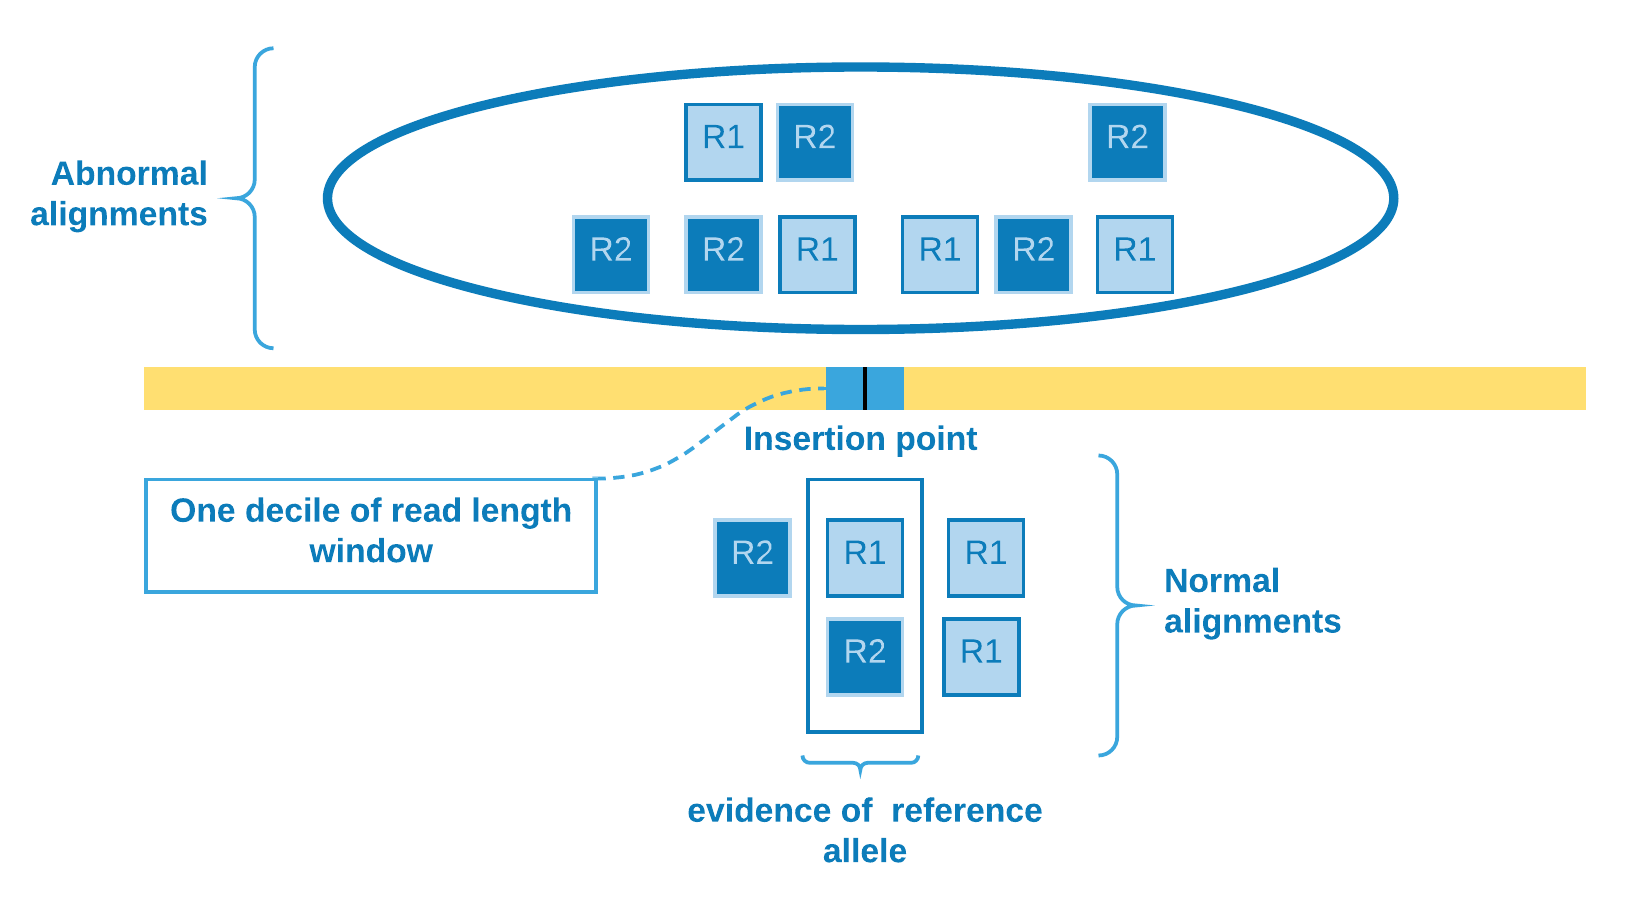 R1 R2 R2
Abnormal
alignments
R2 R2 R1 R1 R2 R1
Insertion point
One decile of read length
window
R2 R1 R1
R2 R1
Normal
alignments
evidence of  reference
allele